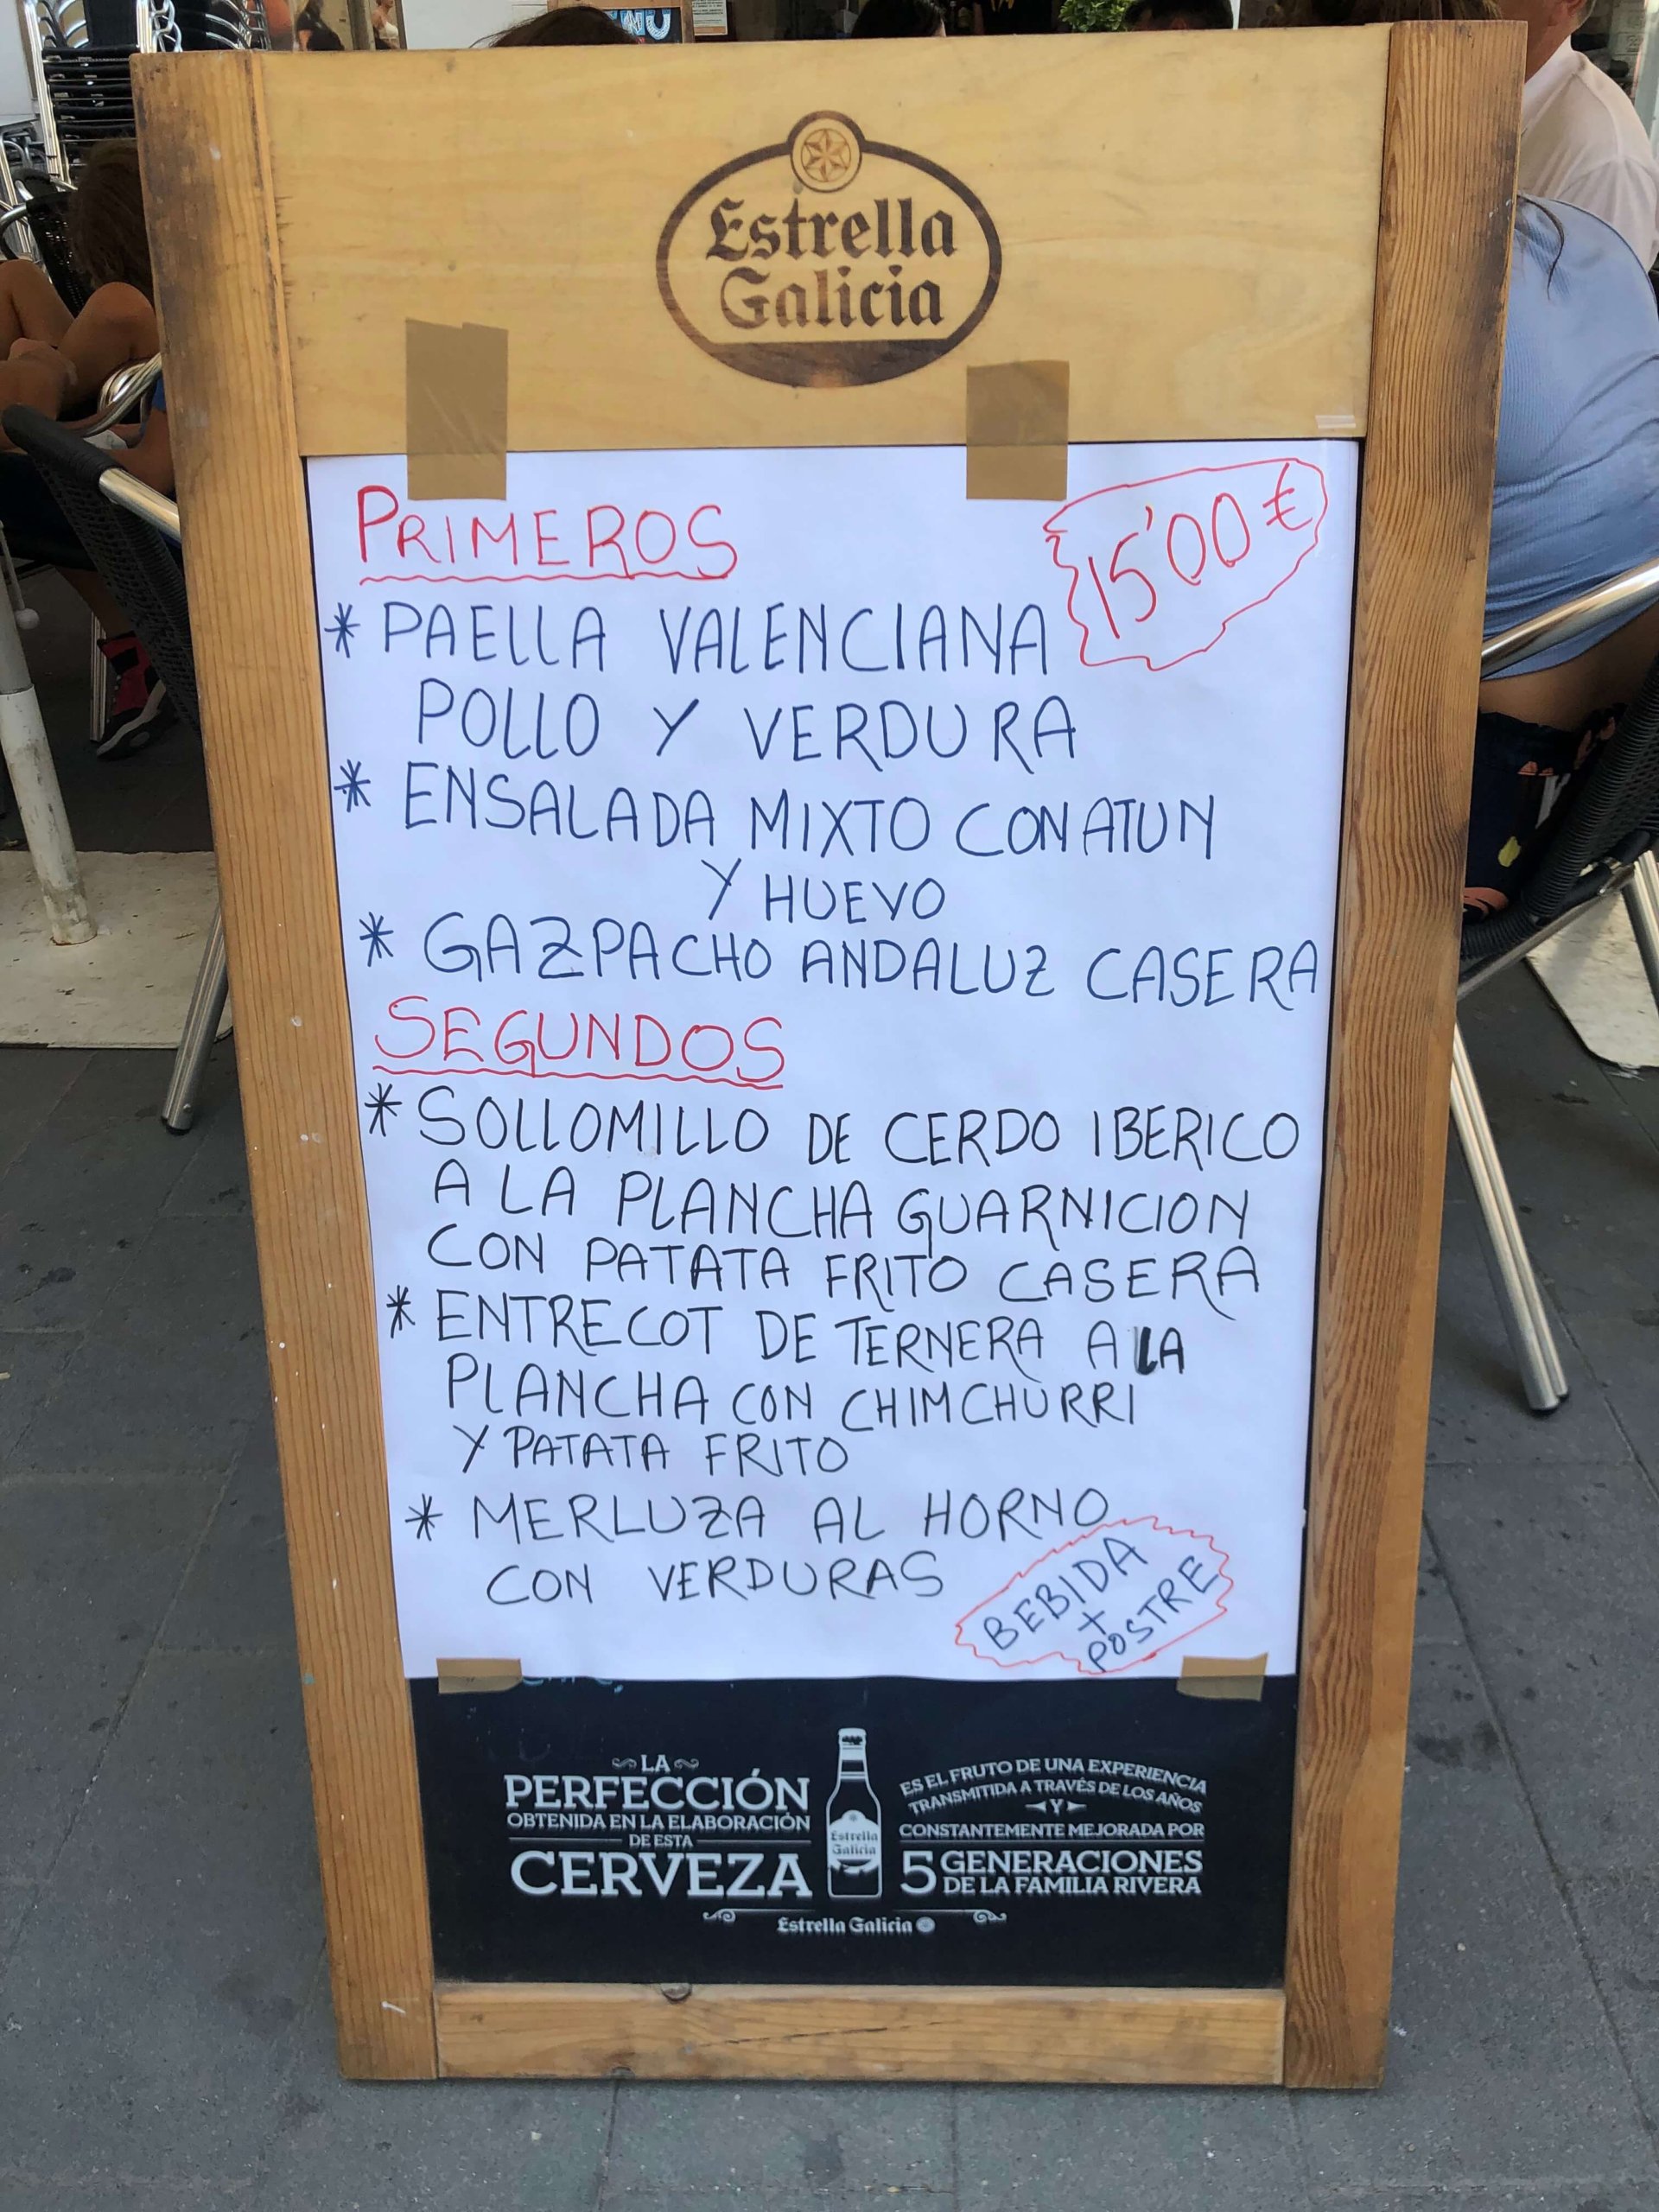 Estrella
Galicia
PRIMEROS
15'00€
* PAELLA VALENCIANA
POLLO Y VERDURA
* ENSALADA MIXTO CON ATUN
Y HUEVO
* GAZPACHO ANDALUZ CASERA
SEGUNDOS
* SOLLOMILLO DE CERDO IBERICO
A LA PLANCHA GUARNICION
CON PATATA FRITO CASERA
* ENTRECOT DE TERNERA A LA
PLANCHA CON CHIMCHURRI
Y PATATA FRITO
* MERLUZA AL HORNO
CON VERDURAS
BEBIDA
+
POSTRE
LA
PERFECCIÓN
OBTENIDA EN LA ELABORACIÓN
DE ESTA
CERVEZA
Estrella
Galicia
ES EL FRUTO DE UNA EXPERIENCIA
TRANSMITIDA A TRAVÉS DE LOS AÑOS
Y
CONSTANTEMENTE MEJORADA POR
5 GENERACIONES
DE LA FAMILIA RIVERA
Estrella Galicia